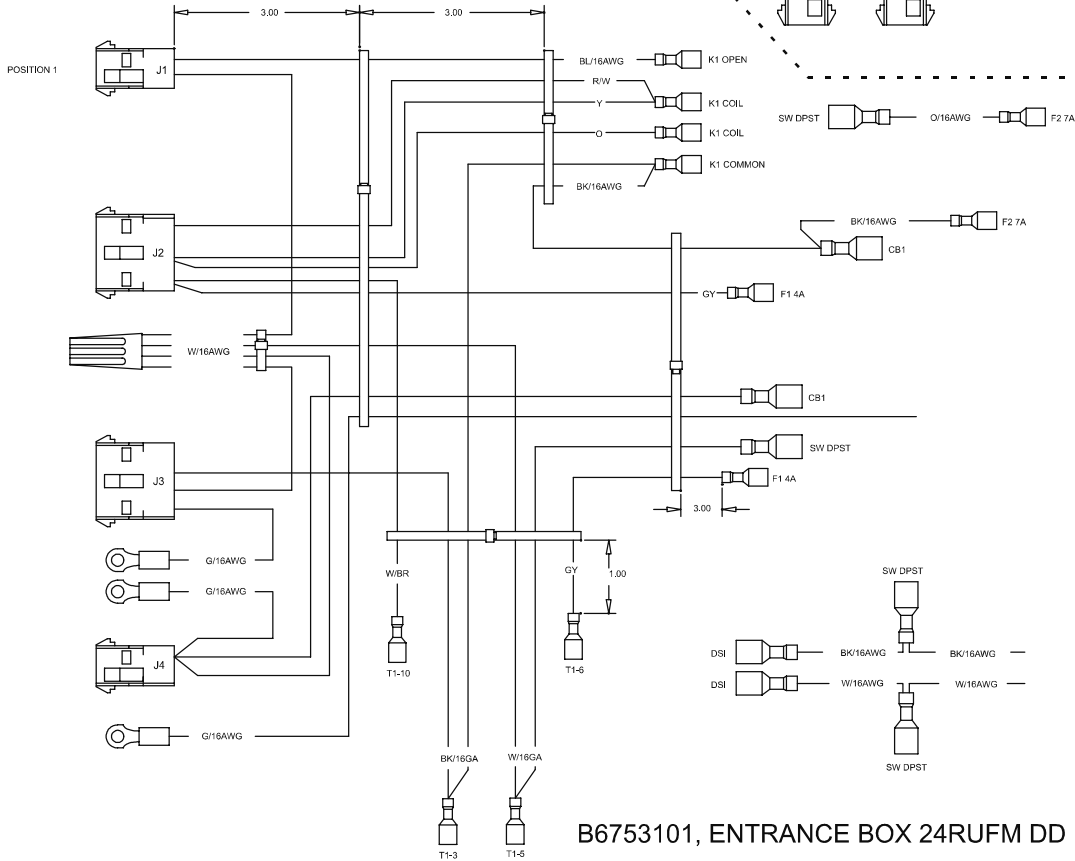 3.00 3.00
POSITION 1
J1
BL/16AWG K1 OPEN
R/W
Y K1 COIL
O K1 COIL
K1 COMMON
BK/16AWG
SW DPST O/16AWG F2 7A
BK/16AWG F2 7A
CB1
J2
GY F1 4A
W/16AWG
CB1
SW DPST
J3
F1 4A
3.00
G/16AWG
W/BR GY 1.00
G/16AWG
SW DPST
J4
T1-10 T1-6
DSI BK/16AWG BK/16AWG
DSI W/16AWG W/16AWG
G/16AWG
SW DPST
BK/16GA W/16GA
T1-3 T1-5
B6753101, ENTRANCE BOX 24RUFM DD